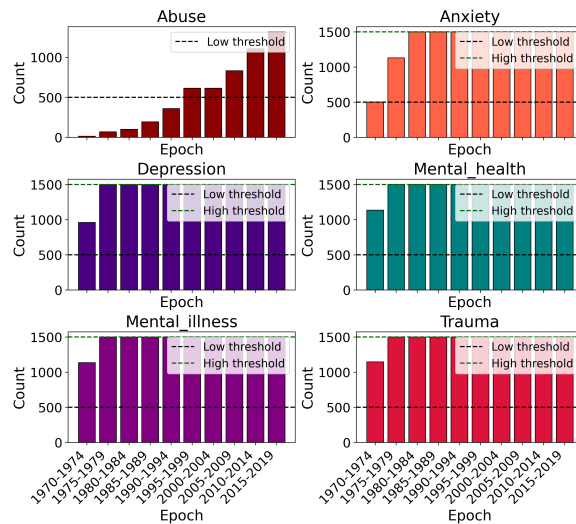 Abuse
Count
1000
500
0
Low threshold
Epoch
Anxiety
Count
1500
1000
500
0
Low threshold
High threshold
Epoch
Depression
Count
1500
1000
500
0
Low threshold
High threshold
Epoch
Mental_health
Count
1500
1000
500
0
Low threshold
High threshold
Epoch
Mental_illness
Count
1500
1000
500
0
Low threshold
High threshold
1970-1974
1975-1979
1980-1984
1985-1989
1990-1994
1995-1999
2000-2004
2005-2009
2010-2014
2015-2019
Epoch
Trauma
Count
1500
1000
500
0
Low threshold
High threshold
1970-1974
1975-1979
1980-1984
1985-1989
1990-1994
1995-1999
2000-2004
2005-2009
2010-2014
2015-2019
Epoch